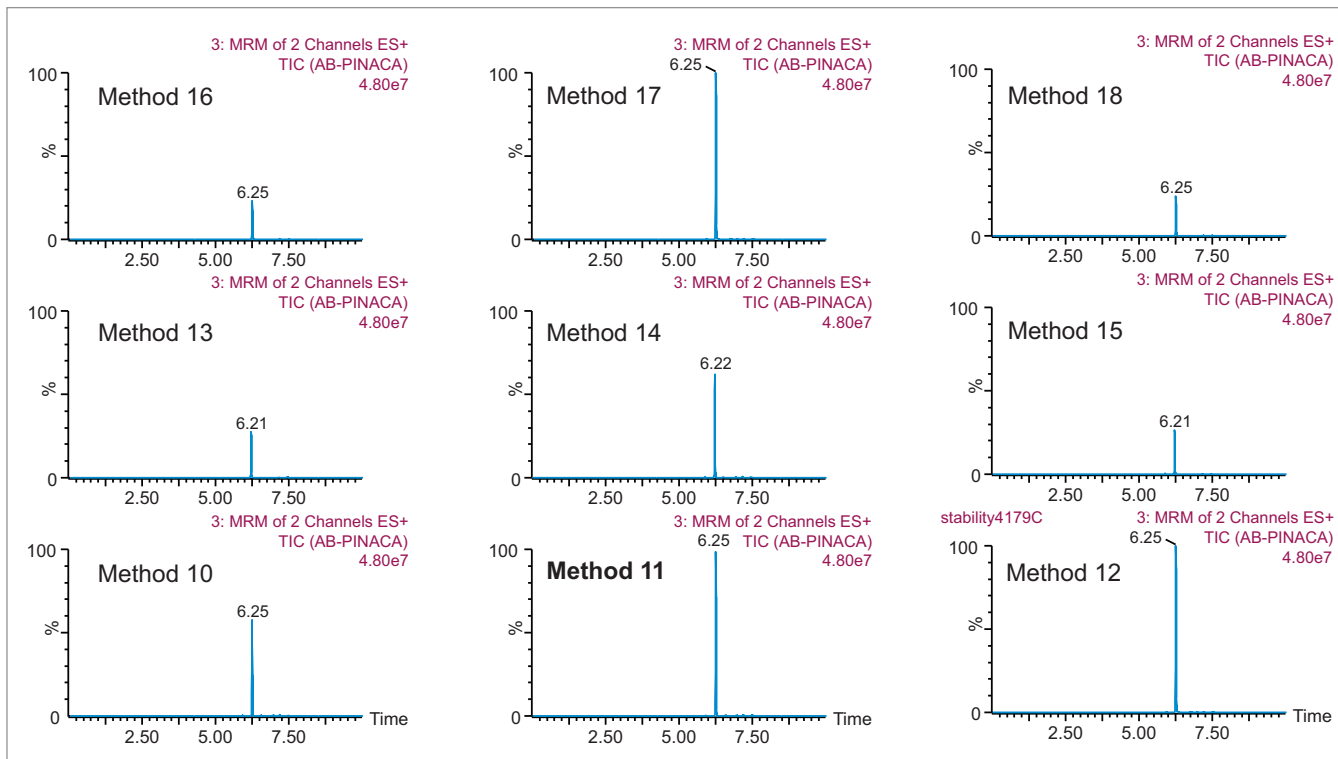 3: MRM of 2 Channels ES+
TIC (AB-PINACA)
4.80e7
100
Method 16
%
6.25
0
2.50 5.00 7.50
3: MRM of 2 Channels ES+
TIC (AB-PINACA)
4.80e7
6.25
100
Method 17
%
0
2.50 5.00 7.50
3: MRM of 2 Channels ES+
TIC (AB-PINACA)
4.80e7
100
Method 18
%
6.25
0
2.50 5.00 7.50
3: MRM of 2 Channels ES+
TIC (AB-PINACA)
4.80e7
100
Method 13
%
6.21
0
2.50 5.00 7.50
3: MRM of 2 Channels ES+
TIC (AB-PINACA)
4.80e7
100
Method 14
6.22
%
0
2.50 5.00 7.50
3: MRM of 2 Channels ES+
TIC (AB-PINACA)
4.80e7
100
Method 15
%
6.21
0
2.50 5.00 7.50
3: MRM of 2 Channels ES+
TIC (AB-PINACA)
4.80e7
100
Method 10
6.25
%
0
Time
2.50 5.00 7.50
3: MRM of 2 Channels ES+
TIC (AB-PINACA)
4.80e7
6.25
100
Method 11
%
0
2.50 5.00 7.50
stability4179C
3: MRM of 2 Channels ES+
TIC (AB-PINACA)
4.80e7
6.25
100
Method 12
%
0
Time
2.50 5.00 7.50